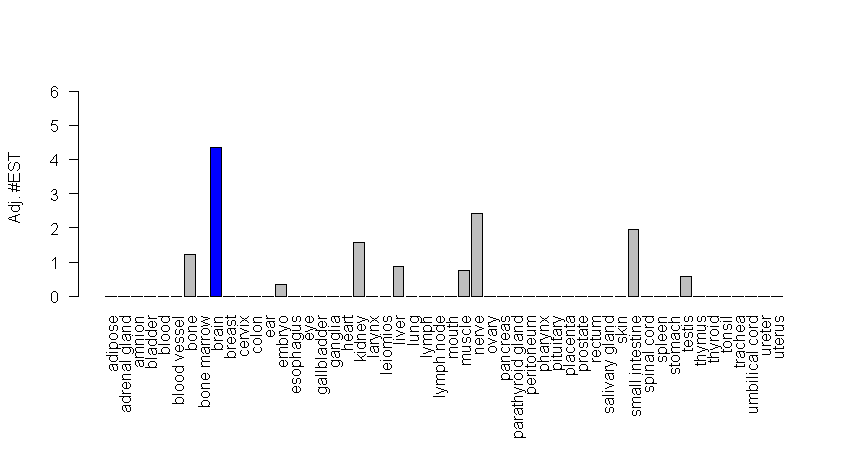 Adj. #EST
6
5
4
3
2
1
0
adipose
adrenal gland
amnion
bladder
blood
blood vessel
bone
bone marrow
brain
breast
cervix
colon
ear
embryo
esophagus
eye
gallbladder
ganglia
heart
kidney
larynx
leiomios
liver
lung
lymph
lymph node
mouth
muscle
nerve
ovary
pancreas
parathyroid gland
peritoneum
pharynx
pituitary
placenta
prostate
rectum
salivary gland
skin
small intestine
spinal cord
spleen
stomach
testis
thymus
thyroid
tonsil
trachea
umbilical cord
ureter
uterus